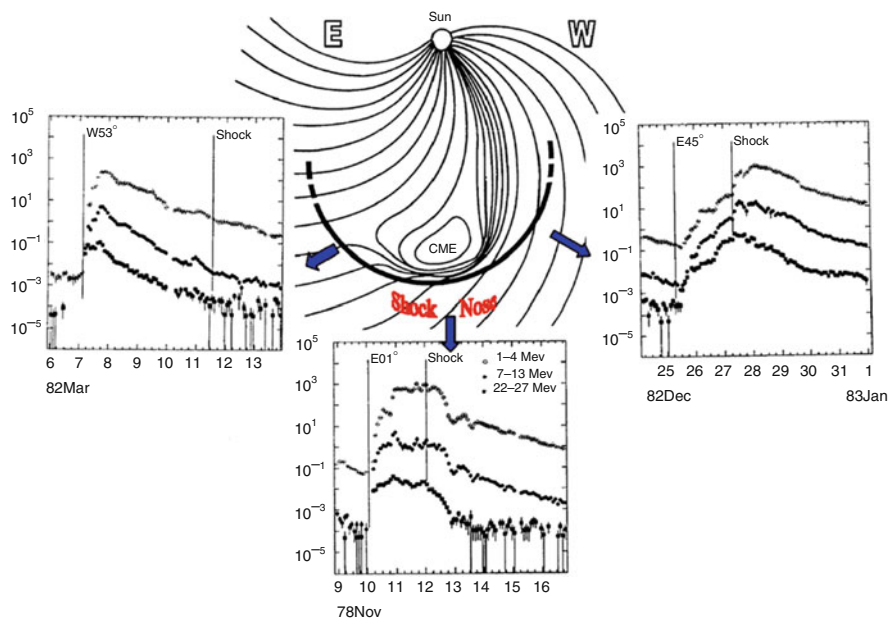 Sun
E W
CME
Shock Nose
10^5
10^3
10^1
10^−1
10^−3
10^−5
W53° Shock
6 7 8 9 10 11 12 13
82Mar
10^5
10^3
10^1
10^−1
10^−3
10^−5
E45° Shock
25 26 27 28 29 30 31 1
82Dec 83Jan
10^5
10^3
10^1
10^−1
10^−3
10^−5
E01° Shock
1–4 Mev
7–13 Mev
22–27 Mev
9 10 11 12 13 14 15 16
78Nov